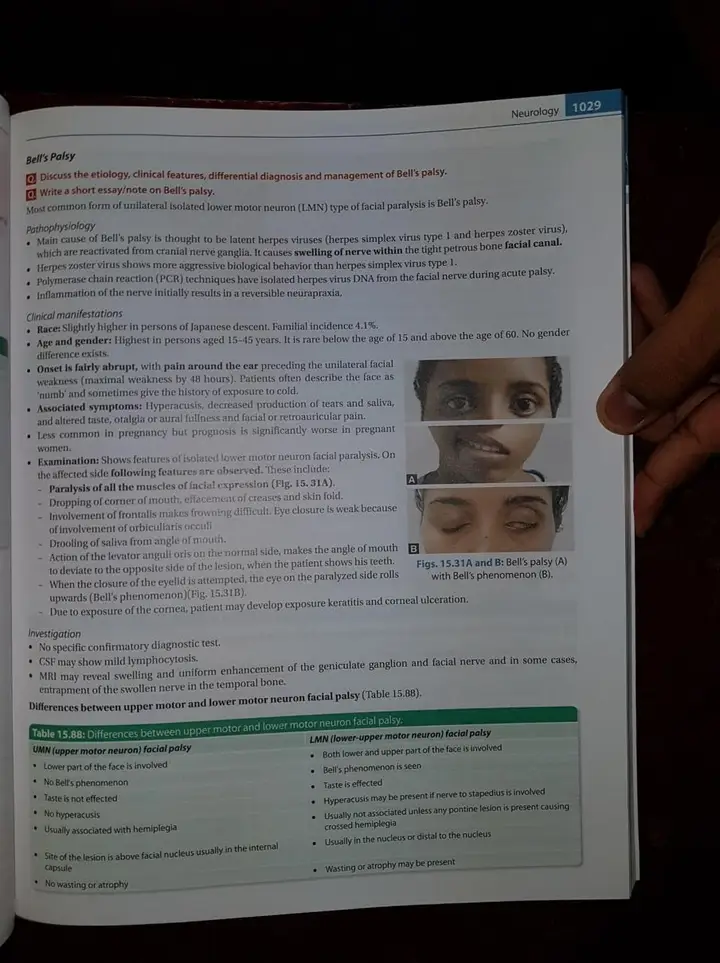 Neurology 1029
Bell's Palsy
Q. Discuss the etiology, clinical features, differential diagnosis and management of Bell's palsy.
Q. Write a short essay/note on Bell's palsy.
Most common form of unilateral isolated lower motor neuron (LMN) type of facial paralysis is Bell's palsy.
Pathophysiology
• Main cause of Bell's palsy is thought to be latent herpes viruses (herpes simplex virus type 1 and herpes zoster virus),
which are reactivated from cranial nerve ganglia. It causes swelling of nerve within the tight petrous bone facial canal.
• Herpes zoster virus shows more aggressive biological behavior than herpes simplex virus type 1.
• Polymerase chain reaction (PCR) techniques have isolated herpes virus DNA from the facial nerve during acute palsy.
• Inflammation of the nerve initially results in a reversible neurapraxia.
Clinical manifestations
• Race: Slightly higher in persons of Japanese descent. Familial incidence 4.1%.
• Age and gender: Highest in persons aged 15–45 years. It is rare below the age of 15 and above the age of 60. No gender
difference exists.
• Onset is fairly abrupt, with pain around the ear preceding the unilateral facial
weakness (maximal weakness by 48 hours). Patients often describe the face as
'numb' and sometimes give the history of exposure to cold.
• Associated symptoms: Hyperacusis, decreased production of tears and saliva,
and altered taste, otalgia or aural fullness and facial or retroauricular pain.
• Less common in pregnancy but prognosis is significantly worse in pregnant
women.
• Examination: Shows features of isolated lower motor neuron facial paralysis. On
the affected side following features are observed. These include:
– Paralysis of all the muscles of facial expression (Fig. 15. 31A).
– Dropping of corner of mouth, effacement of creases and skin fold.
– Involvement of frontalis makes frowning difficult. Eye closure is weak because
of involvement of orbiculiaris occuli
– Drooling of saliva from angle of mouth.
– Action of the levator anguli oris on the normal side, makes the angle of mouth
to deviate to the opposite side of the lesion, when the patient shows his teeth.
– When the closure of the eyelid is attempted, the eye on the paralyzed side rolls
upwards (Bell's phenomenon)(Fig. 15.31B).
– Due to exposure of the cornea, patient may develop exposure keratitis and corneal ulceration.
A
B
Figs. 15.31A and B: Bell's palsy (A)
with Bell's phenomenon (B).
Investigation
• No specific confirmatory diagnostic test.
• CSF may show mild lymphocytosis.
• MRI may reveal swelling and uniform enhancement of the geniculate ganglion and facial nerve and in some cases,
entrapment of the swollen nerve in the temporal bone.
Differences between upper motor and lower motor neuron facial palsy (Table 15.88).
Table 15.88: Differences between upper motor and lower motor neuron facial palsy.
UMN (upper motor neuron) facial palsy
• Lower part of the face is involved
• No Bell's phenomenon
• Taste is not effected
• No hyperacusis
• Usually associated with hemiplegia
• Site of the lesion is above facial nucleus usually in the internal
capsule
• No wasting or atrophy
LMN (lower-upper motor neuron) facial palsy
• Both lower and upper part of the face is involved
• Bell's phenomenon is seen
• Taste is effected
• Hyperacusis may be present if nerve to stapedius is involved
• Usually not associated unless any pontine lesion is present causing
crossed hemiplegia
• Usually in the nucleus or distal to the nucleus
• Wasting or atrophy may be present